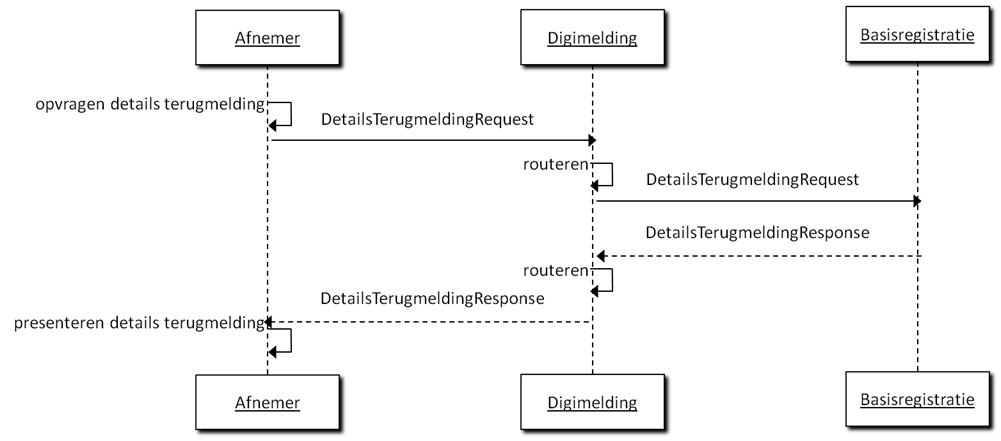 Afnemer
Digimelding
Basisregistratie
opvragen details terugmelding
DetailsTerugmeldingRequest
routeren
DetailsTerugmeldingRequest
DetailsTerugmeldingResponse
routeren
DetailsTerugmeldingResponse
presenteren details terugmelding
Afnemer
Digimelding
Basisregistratie